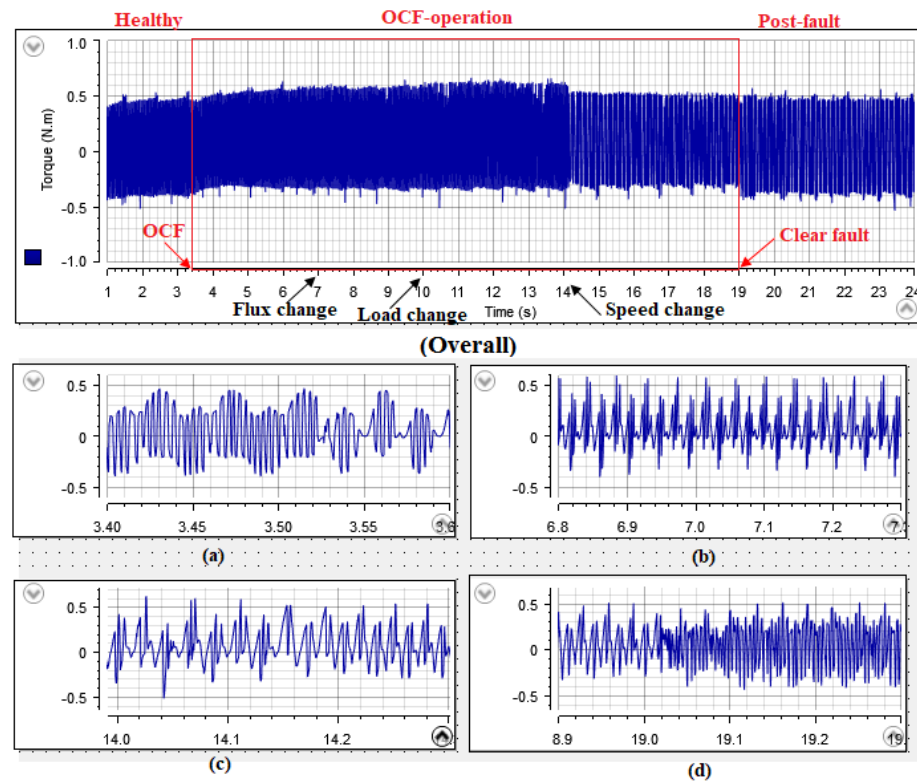 Healthy OCF-operation Post-fault
1.0
0.5
0
-0.5
-1.0
Torque (N.m)
OCF
Clear fault
1 2 3 4 5 6 7 8 9 10 11 12 13 14 15 16 17 18 19 20 21 22 23 24
Flux change Load change Time (s) Speed change
(Overall)
0.5
0
-0.5
3.40 3.45 3.50 3.55 3.6
(a)
0.5
0
-0.5
6.8 6.9 7.0 7.1 7.2 7.
(b)
0.5
0
-0.5
14.0 14.1 14.2
(c)
0.5
0
-0.5
8.9 19.0 19.1 19.2 19.
(d)